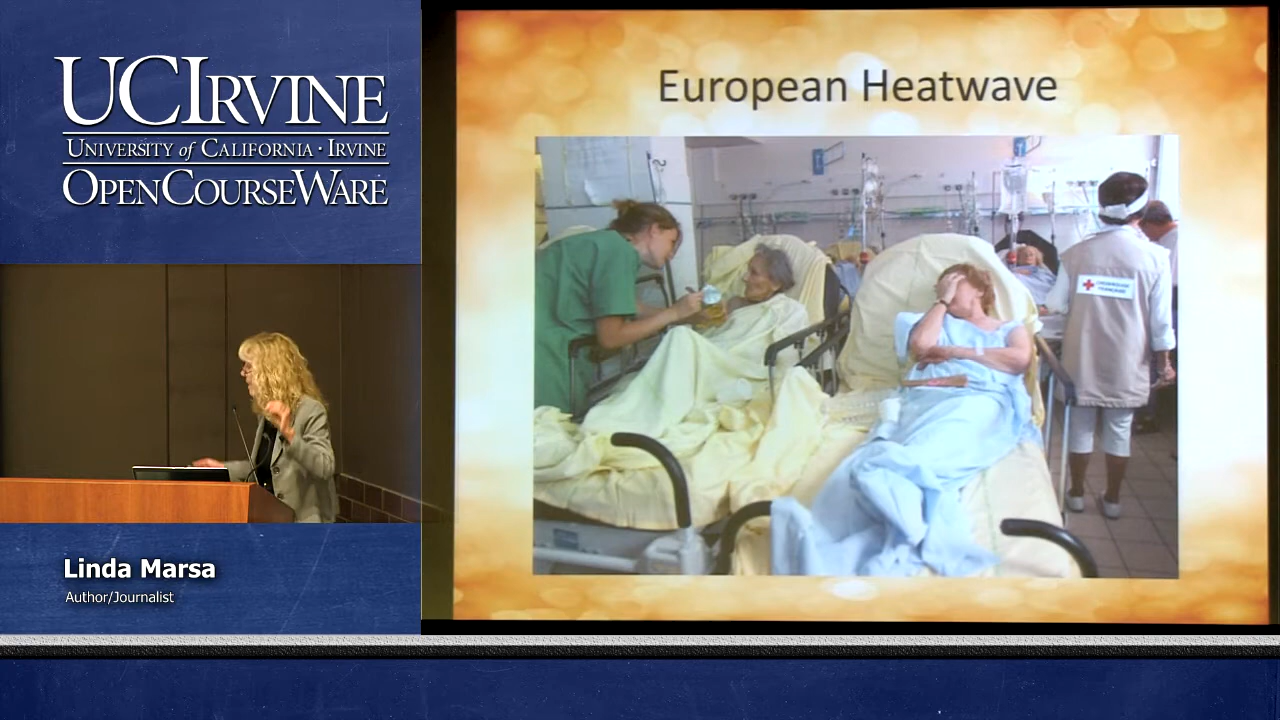 UCIRVINE
UNIVERSITY of CALIFORNIA · IRVINE
OPENCOURSEWARE
Linda Marsa
Author/Journalist
European Heatwave